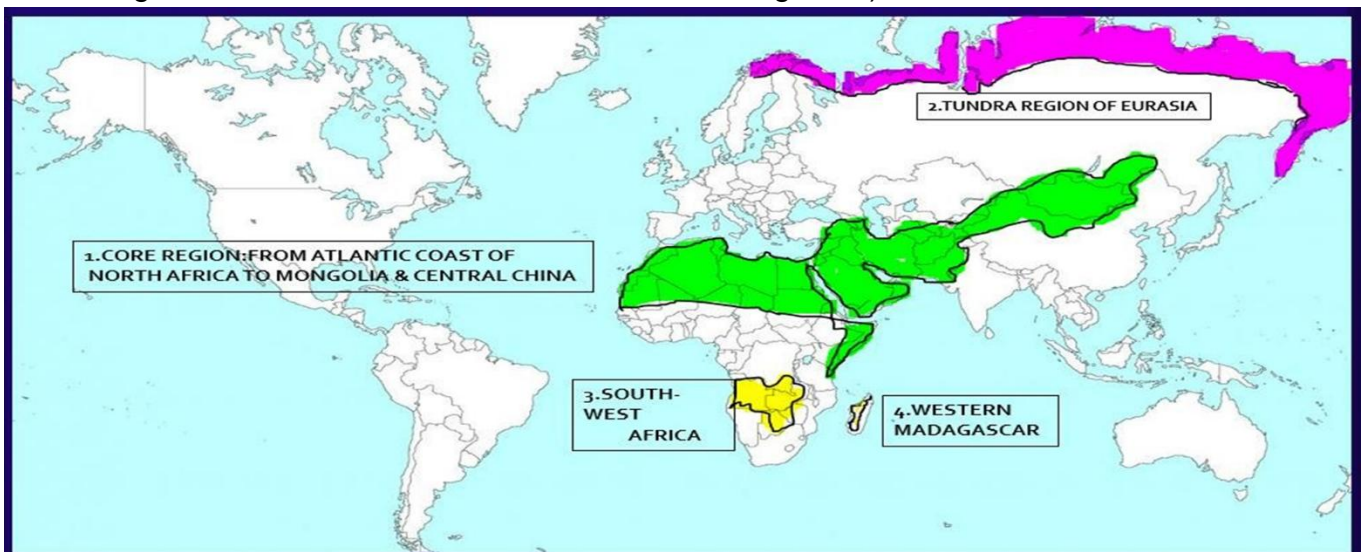 1.CORE REGION:FROM ATLANTIC COAST OF
NORTH AFRICA TO MONGOLIA & CENTRAL CHINA
2.TUNDRA REGION OF EURASIA
3.SOUTH-
WEST
AFRICA
4.WESTERN
MADAGASCAR